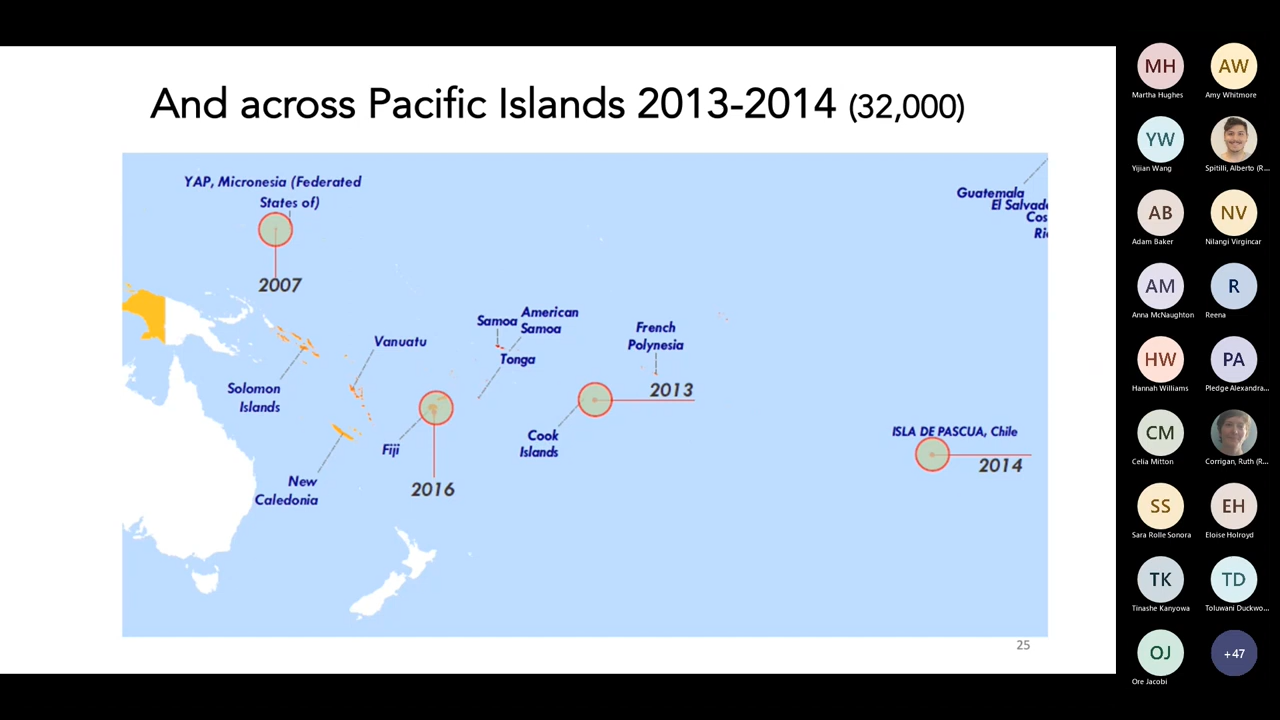 And across Pacific Islands 2013-2014 (32,000)
YAP, Micronesia (Federated
States of)
2007
Guatemala
El Salvado
Cos
Ri
Samoa
American
Samoa
Tonga
French
Polynesia
Vanuatu
Solomon
Islands
2013
Fiji
Cook
Islands
ISLA DE PASCUA, Chile
2014
New
Caledonia
2016
25
MH
AW
Martha Hughes
Amy Whitmore
YW
Yijian Wang
Spitilli, Alberto (R...
AB
NV
Adam Baker
Nilangi Virgincar
AM
R
Anna McNaughton
Reena
HW
PA
Hannah Williams
Pledge Alexandra...
CM
Celia Mitton
Corrigan, Ruth (R...
SS
EH
Sara Rolle Sonora
Eloise Holroyd
TK
TD
Tinashe Kanyowa
Toluwani Duckwo...
OJ
+47
Ore Jacobi